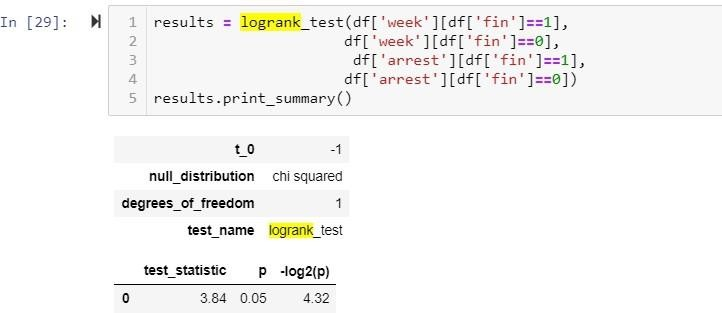 In [29]:
1 results = logrank_test(df['week'][df['fin']==1],
2 df['week'][df['fin']==0],
3 df['arrest'][df['fin']==1],
4 df['arrest'][df['fin']==0])
5 results.print_summary()
t_0 -1
null_distribution chi squared
degrees_of_freedom 1
test_name logrank_test
test_statistic p -log2(p)
0 3.84 0.05 4.32